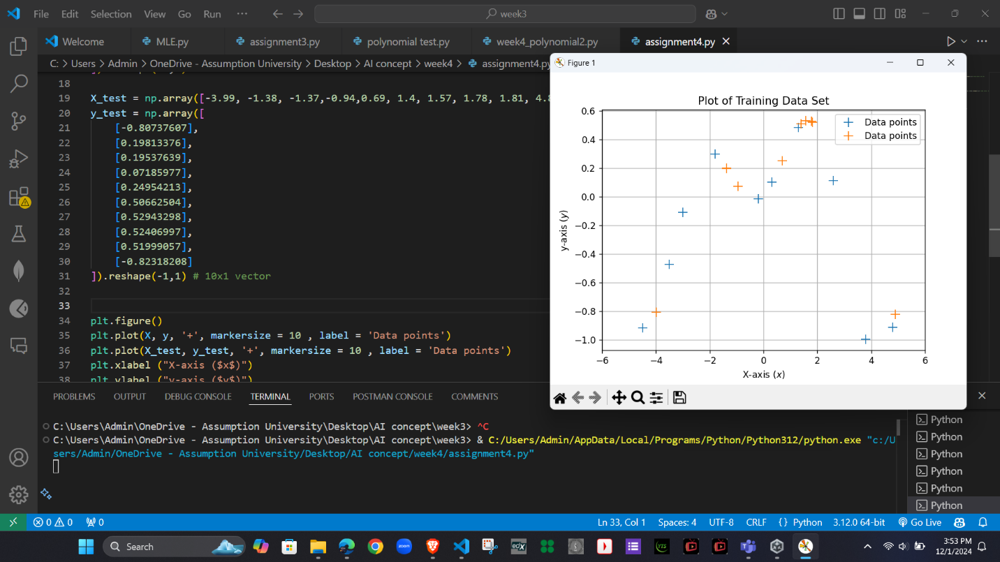 File Edit Selection View Go Run ··· week3
Welcome MLE.py assignment3.py polynomial test.py week4_polynomial2.py assignment4.py
C: > Users > Admin > OneDrive - Assumption University > Desktop > AI concept > week4 > assignment4.py
18
19 X_test = np.array([-3.99, -1.38, -1.37,-0.94,0.69, 1.4, 1.57, 1.78, 1.81, 4.8
20 y_test = np.array([
21 [-0.80737607],
22 [0.19813376],
23 [0.19537639],
24 [0.07185977],
25 [0.24954213],
26 [0.50662504],
27 [0.52943298],
28 [0.52406997],
29 [0.51999057],
30 [-0.82318208]
31 ]).reshape(-1,1) # 10x1 vector
32
33
34 plt.figure()
35 plt.plot(X, y, '+', markersize = 10 , label = 'Data points')
36 plt.plot(X_test, y_test, '+', markersize = 10 , label = 'Data points')
37 plt.xlabel ("X-axis ($x$)")
38 plt.ylabel ("y-axis ($y$)")
Figure 1
Plot of Training Data Set
Data points
Data points
0.6
0.4
0.2
0.0
−0.2
−0.4
−0.6
−0.8
−1.0
y-axis (y)
−6 −4 −2 0 2 4 6
X-axis (x)
PROBLEMS OUTPUT DEBUG CONSOLE TERMINAL PORTS POSTMAN CONSOLE COMMENTS
C:\Users\Admin\OneDrive - Assumption University\Desktop\AI concept\week3> ^C
C:\Users\Admin\OneDrive - Assumption University\Desktop\AI concept\week3> & C:/Users/Admin/AppData/Local/Programs/Python/Python312/python.exe "c:/U
sers/Admin/OneDrive - Assumption University/Desktop/AI concept/week4/assignment4.py"
Python
Python
Python
Python
Python
Python
0 0 0 Ln 33, Col 1 Spaces: 4 UTF-8 CRLF {} Python 3.12.0 64-bit Go Live
Search zoom edX YTS 3:53 PM
12/1/2024